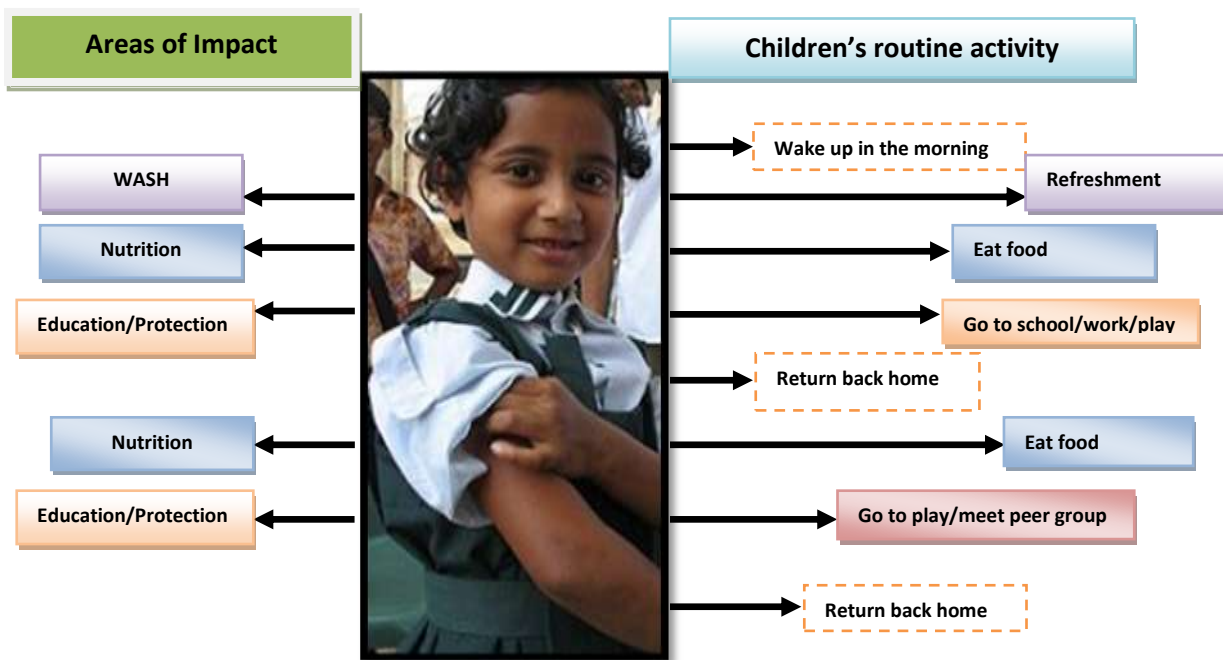 Areas of Impact
Children’s routine activity
Wake up in the morning
WASH
Refreshment
Nutrition
Eat food
Education/Protection
Go to school/work/play
Return back home
Nutrition
Eat food
Education/Protection
Go to play/meet peer group
Return back home